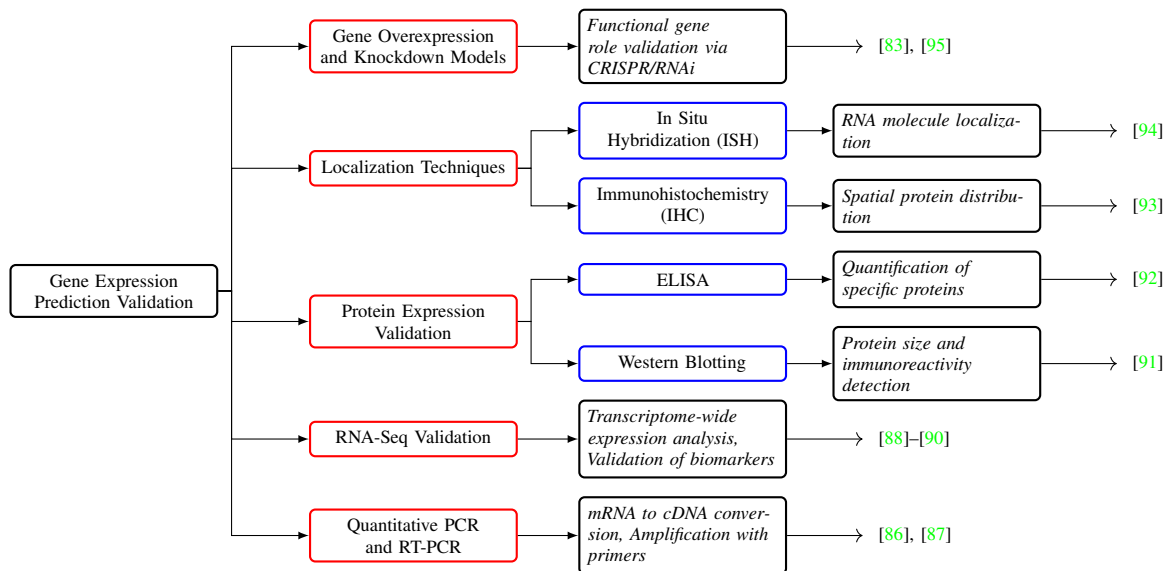 Gene Expression
Prediction Validation
Gene Overexpression
and Knockdown Models
Functional gene
role validation via
CRISPR/RNAi
[83], [95]
Localization Techniques
In Situ
Hybridization (ISH)
RNA molecule localiza-
tion
[94]
Immunohistochemistry
(IHC)
Spatial protein distribu-
tion
[93]
Protein Expression
Validation
ELISA
Quantification of
specific proteins
[92]
Western Blotting
Protein size and
immunoreactivity
detection
[91]
RNA-Seq Validation
Transcriptome-wide
expression analysis,
Validation of biomarkers
[88]–[90]
Quantitative PCR
and RT-PCR
mRNA to cDNA conver-
sion, Amplification with
primers
[86], [87]